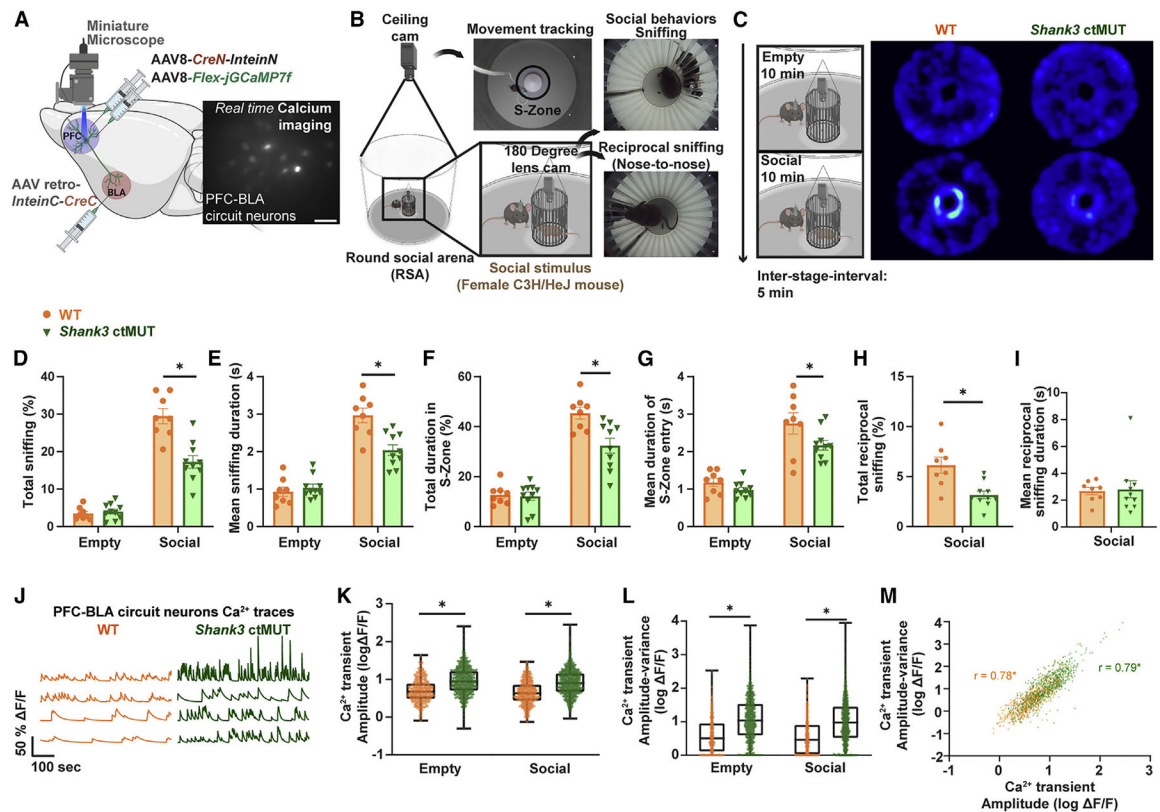 A
Miniature
Microscope
AAV8-CreN-InteinN
AAV8-Flex-jGCaMP7f
PFC
BLA
AAV retro-
InteinC-CreC
Real time Calcium
imaging
PFC-BLA
circuit neurons
B
Ceiling
cam
Movement tracking
S-Zone
Social behaviors
Sniffing
180 Degree
lens cam
Reciprocal sniffing
(Nose-to-nose)
Round social arena
(RSA)
Social stimulus
(Female C3H/HeJ mouse)
C
WT
Shank3 ctMUT
Empty
10 min
Social
10 min
Inter-stage-interval:
5 min
WT
Shank3 ctMUT
D
Total sniffing (%)
40
30
20
10
0
*
Empty
Social
E
Mean sniffing duration (s)
4
3
2
1
0
*
Empty
Social
F
Total duration in
S-Zone (%)
60
40
20
0
*
Empty
Social
G
Mean duration of
S-Zone entry (s)
4
3
2
1
0
*
Empty
Social
H
Total reciprocal
sniffing (%)
15
10
5
0
*
Social
I
Mean reciprocal
sniffing duration (s)
10
8
6
4
2
0
Social
J
PFC-BLA circuit neurons Ca2+ traces
WT
Shank3 ctMUT
50 % ΔF/F
100 sec
K
Ca2+ transient
Amplitude (logΔF/F)
3
2
1
0
-1
*
*
Empty
Social
L
Ca2+ transient
Amplitude-variance
(log ΔF/F)
4
3
2
1
0
*
*
Empty
Social
M
Ca2+ transient
Amplitude-variance
(log ΔF/F)
4
3
2
1
0
-1
-2
r = 0.78*
r = 0.79*
-1
0
1
2
3
Ca2+ transient
Amplitude (log ΔF/F)